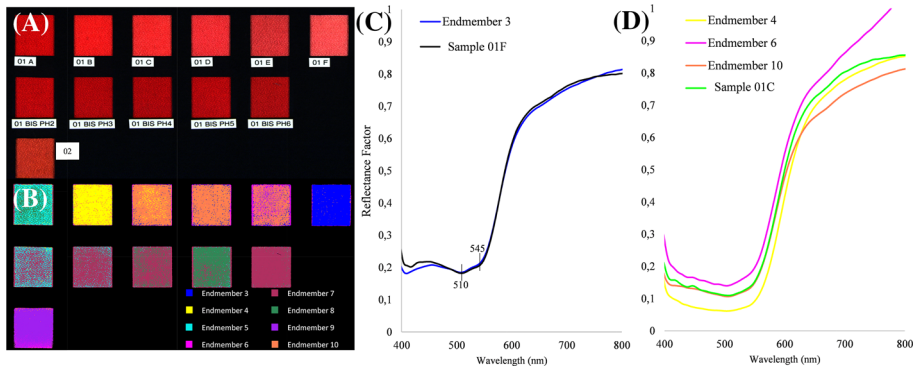 (A)
01 A
01 B
01 C
01 D
01 E
01 F
01 BIS PH2
01 BIS PH3
01 BIS PH4
01 BIS PH5
01 BIS PH6
02
(B)
Endmember 3
Endmember 7
Endmember 4
Endmember 8
Endmember 5
Endmember 9
Endmember 6
Endmember 10
(C)
Endmember 3
Sample 01F
Reflectance Factor
1
0,9
0,8
0,7
0,6
0,5
0,4
0,3
0,2
0,1
0
545
510
400
500
600
700
800
Wavelength (nm)
(D)
Endmember 4
Endmember 6
Endmember 10
Sample 01C
1
0,9
0,8
0,7
0,6
0,5
0,4
0,3
0,2
0,1
0
400
500
600
700
800
Wavelength (nm)